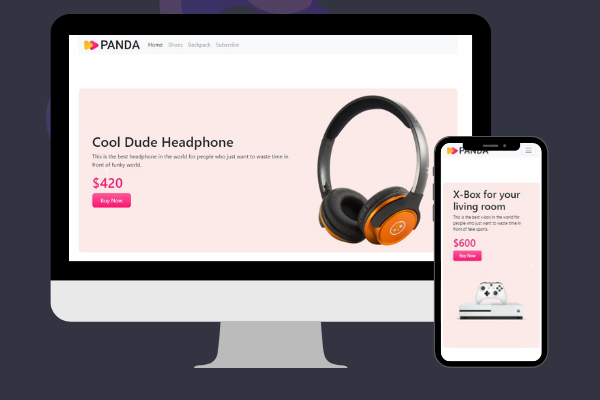 PANDA Home Shoes Backpack Subscribe
Cool Dude Headphone
This is the best headphone in the world for people who just want to waste time in
front of funky world.
$420
Buy Now
PANDA
X-Box for your
living room
This is the best x-box in the world for
people who just want to waste time in
front of fake sports.
$600
Buy Now